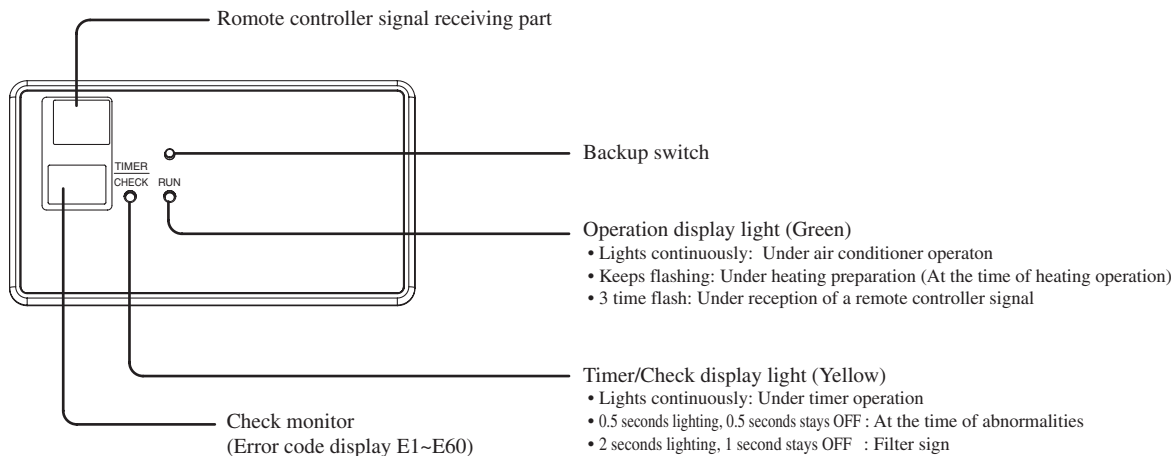 Romote controller signal receiving part
TIMER
CHECK RUN
Backup switch
Operation display light (Green)
• Lights continuously: Under air conditioner operaton
• Keeps flashing: Under heating preparation (At the time of heating operation)
• 3 time flash: Under reception of a remote controller signal
Timer/Check display light (Yellow)
• Lights continuously: Under timer operation
• 0.5 seconds lighting, 0.5 seconds stays OFF : At the time of abnormalities
• 2 seconds lighting, 1 second stays OFF : Filter sign
Check monitor
(Error code display E1~E60)